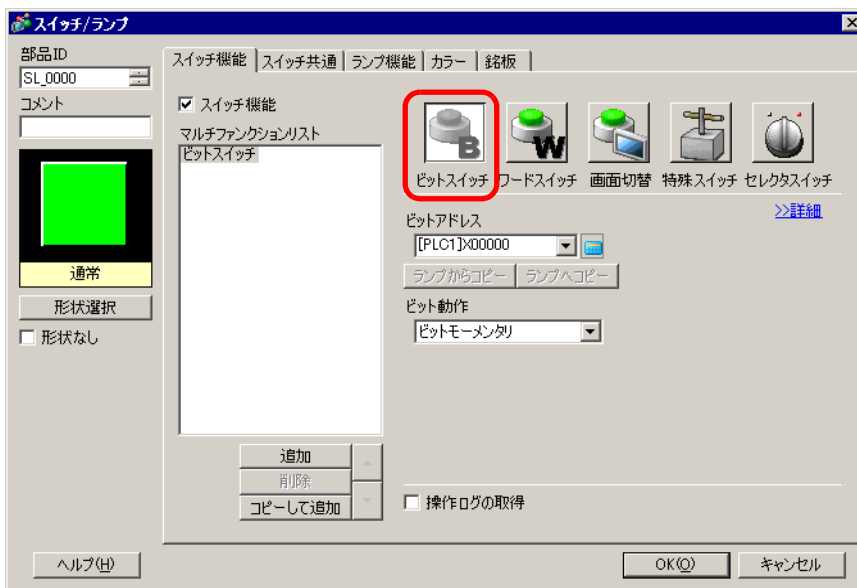 スイッチ/ランプ
部品ID
SL_0000
コメント
通常
形状選択
形状なし
スイッチ機能 スイッチ共通 ランプ機能 カラー 銘板
スイッチ機能
マルチファンクションリスト
ビットスイッチ
追加
削除
コピーして追加
B W
ビットスイッチ ワードスイッチ 画面切替 特殊スイッチ セレクタスイッチ
>>詳細
ビットアドレス
[PLC1]X00000
ランプからコピー ランプへコピー
ビット動作
ビットモーメンタリ
操作ログの取得
ヘルプ(H) OK(O) キャンセル